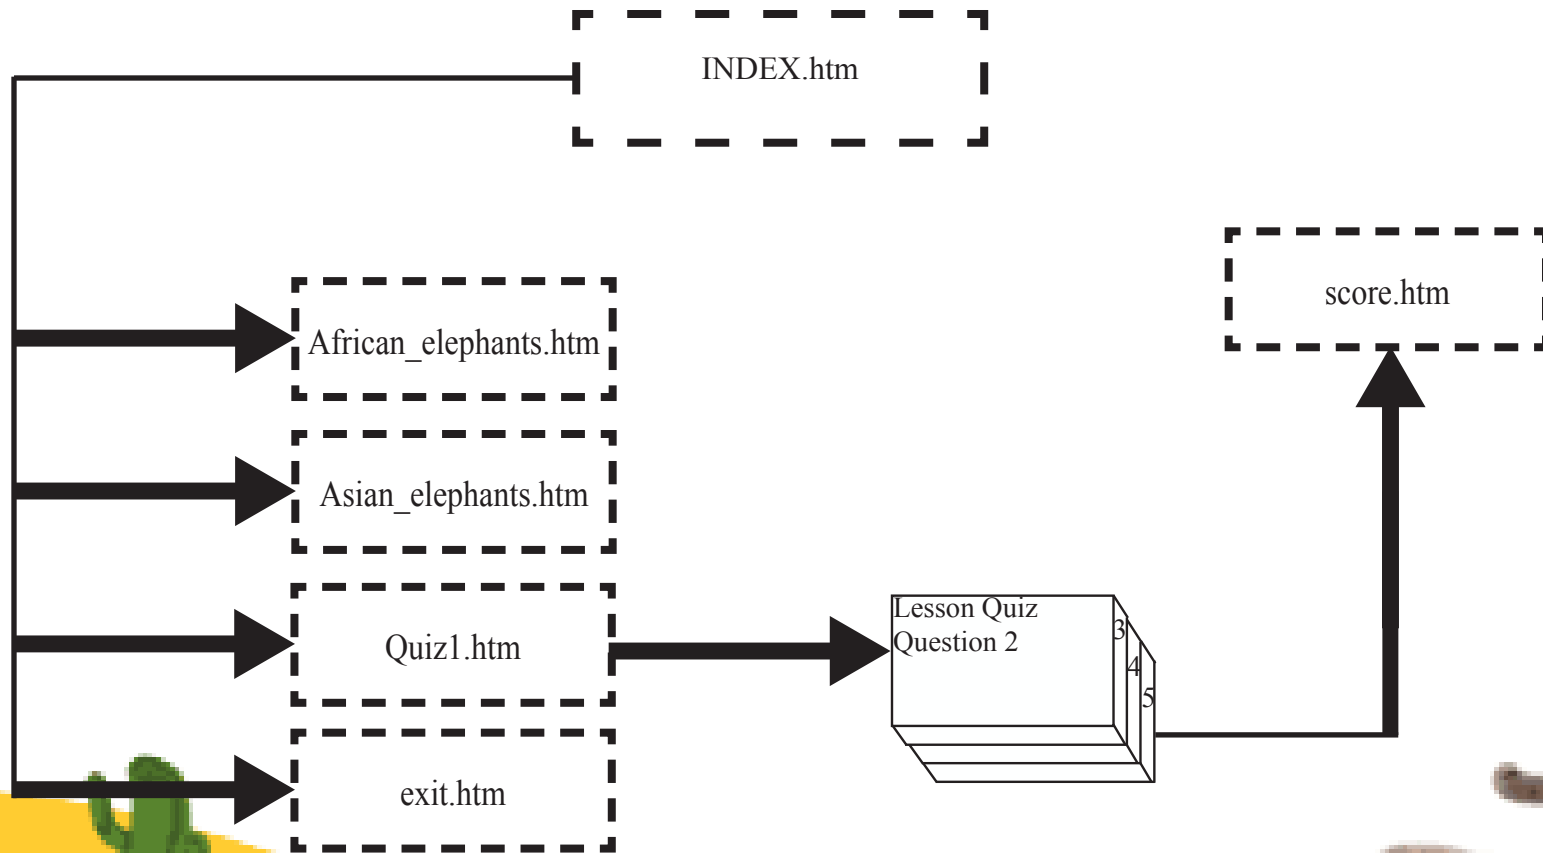 INDEX.htm
score.htm
African_elephants.htm
Asian_elephants.htm
Quiz1.htm
Lesson Quiz
Question 2
3
4
5
exit.htm